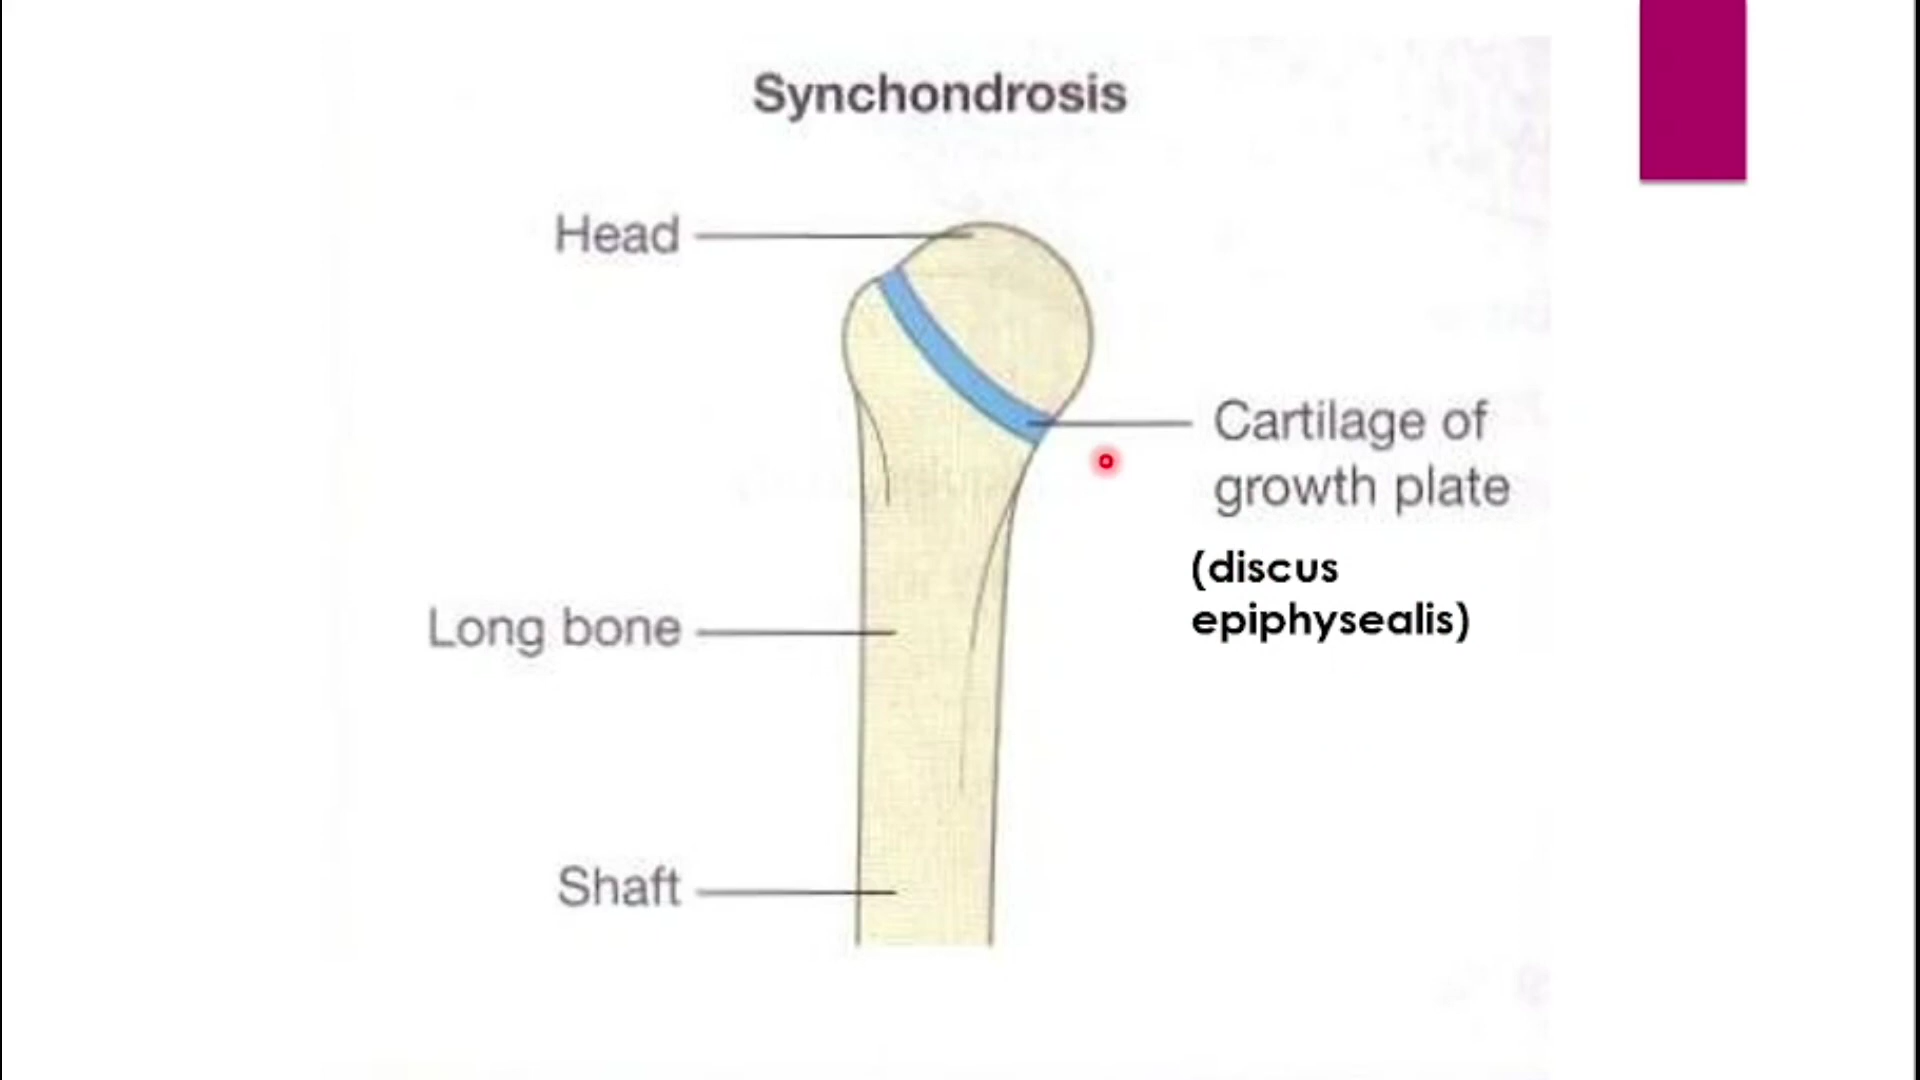 Synchondrosis
Head
Cartilage of
growth plate
(discus
epiphysealis)
Long bone
Shaft